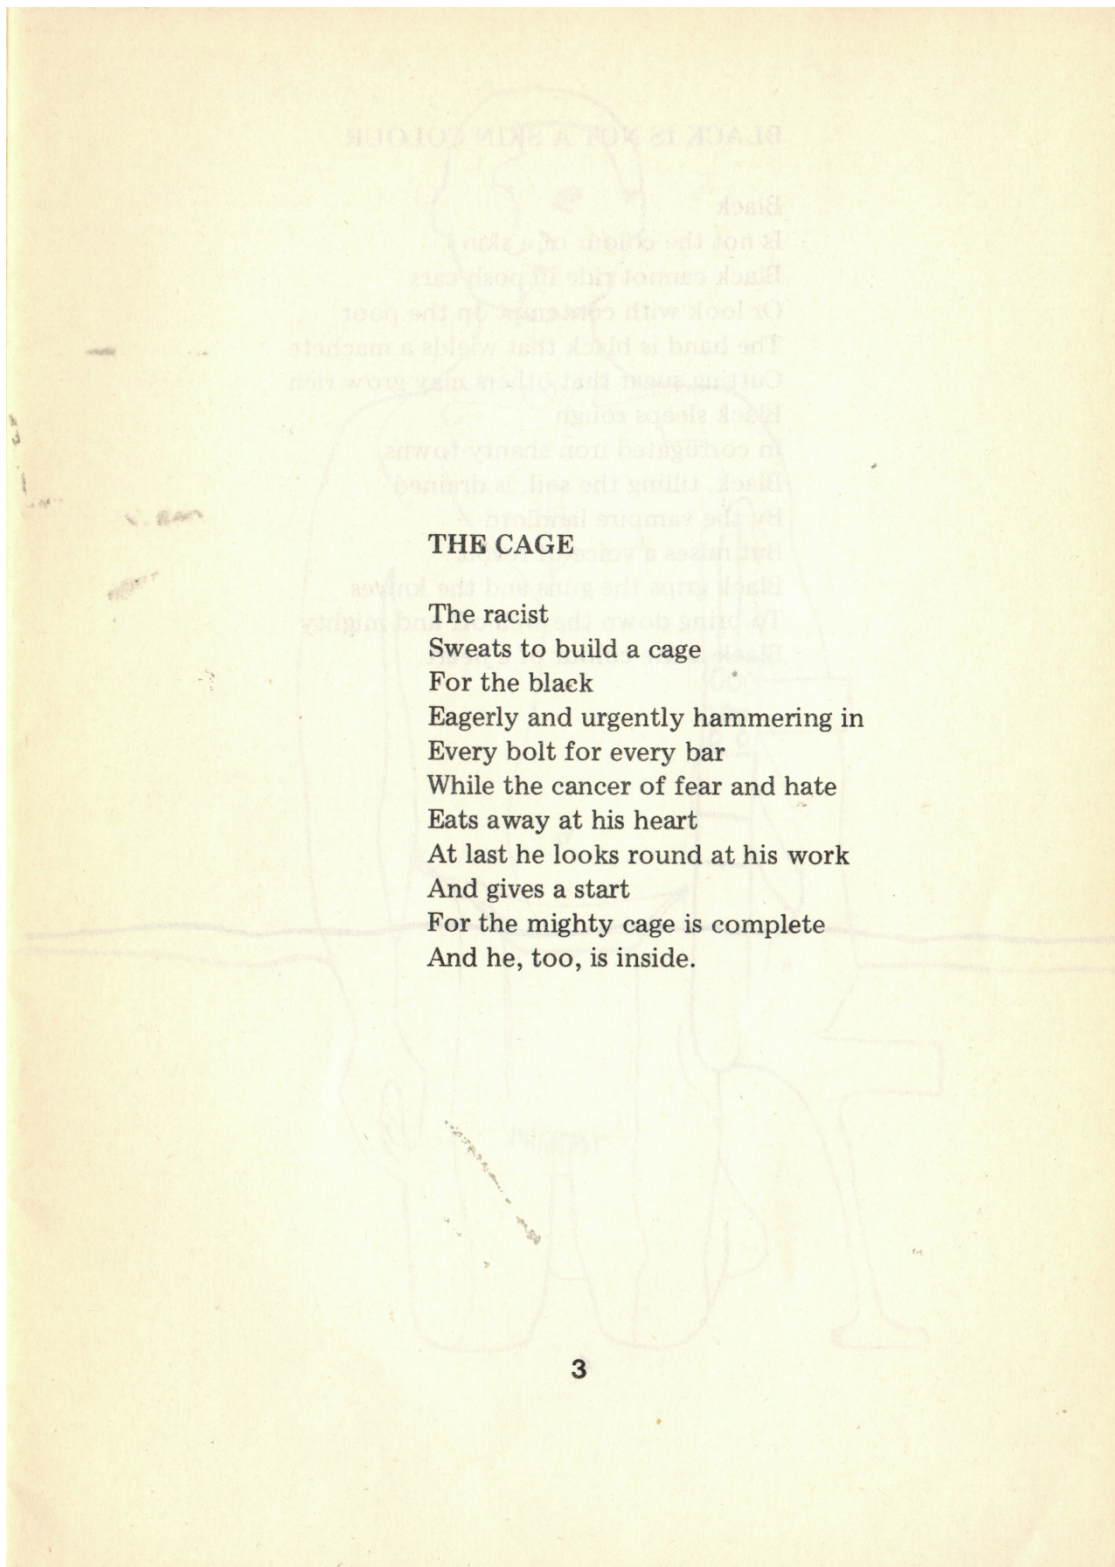 THE CAGE
The racist
Sweats to build a cage
For the black
Eagerly and urgently hammering in
Every bolt for every bar
While the cancer of fear and hate
Eats away at his heart
At last he looks round at his work
And gives a start
For the mighty cage is complete
And he, too, is inside.
3